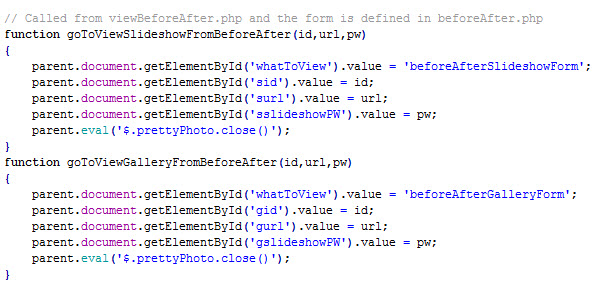 // Called from viewBeforeAfter.php and the form is defined in beforeAfter.php
function goToViewSlideshowFromBeforeAfter(id,url,pw)
{
    parent.document.getElementById('whatToView').value = 'beforeAfterSlideshowForm';
    parent.document.getElementById('sid').value = id;
    parent.document.getElementById('surl').value = url;
    parent.document.getElementById('sslideshowPW').value = pw;
    parent.eval('$.prettyPhoto.close()');
}
function goToViewGalleryFromBeforeAfter(id,url,pw)
{
    parent.document.getElementById('whatToView').value = 'beforeAfterGalleryForm';
    parent.document.getElementById('gid').value = id;
    parent.document.getElementById('gurl').value = url;
    parent.document.getElementById('gslideshowPW').value = pw;
    parent.eval('$.prettyPhoto.close()');
}